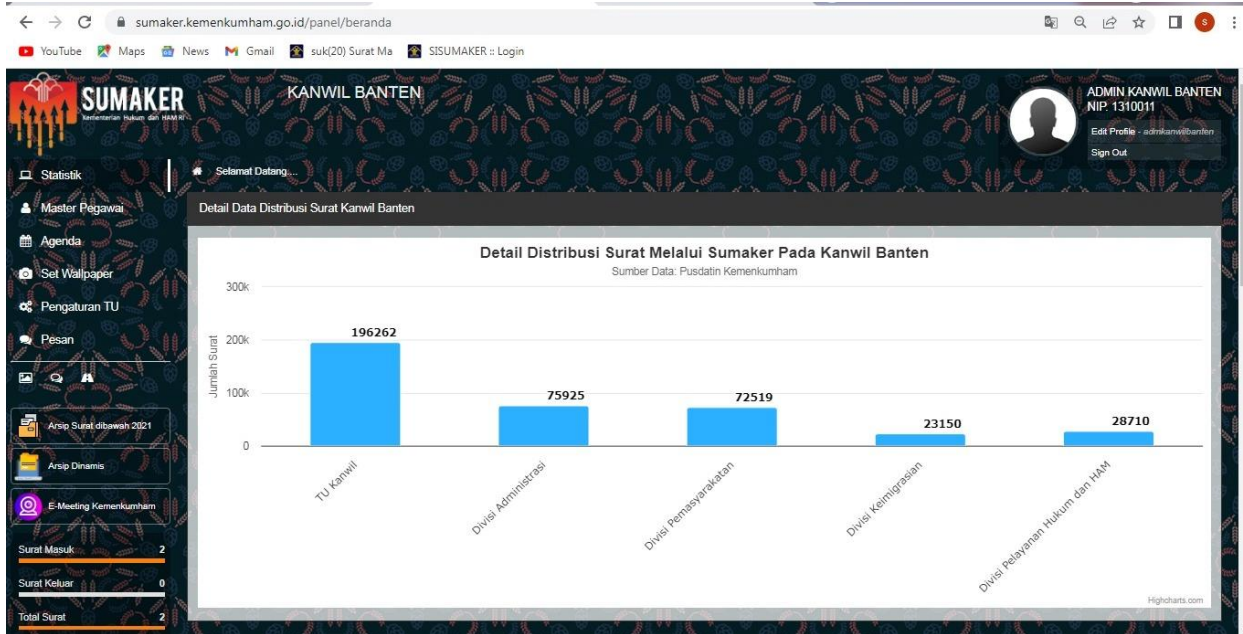 sumaker.kemenkumham.go.id/panel/beranda
S
YouTube Maps News Gmail suk(20) Surat Ma SISUMAKER :: Login
SUMAKER
Kementerian Hukum dan HAM RI
KANWIL BANTEN
ADMIN KANWIL BANTEN
NIP. 1310011
Edit Profile - admkanwilbanten
Sign Out
Selamat Datang....
Statistik
Master Pegawai
Agenda
Set Wallpaper
Pengaturan TU
Pesan
Arsip Surat dibawah 2021
Arsip Dinamis
E-Meeting Kemenkumham
Surat Masuk 2
Surat Keluar 0
Total Surat 2
Detail Data Distribusi Surat Kanwil Banten
Detail Distribusi Surat Melalui Sumaker Pada Kanwil Banten
Sumber Data: Pusdatin Kemenkumham
Jumlah Surat
300k
200k
100k
0
196262
75925
72519
23150
28710
TU Kanwil
Divisi Administrasi
Divisi Pemasyarakatan
Divisi Keimigrasian
Divisi Pelayanan Hukum dan HAM
Highcharts.com